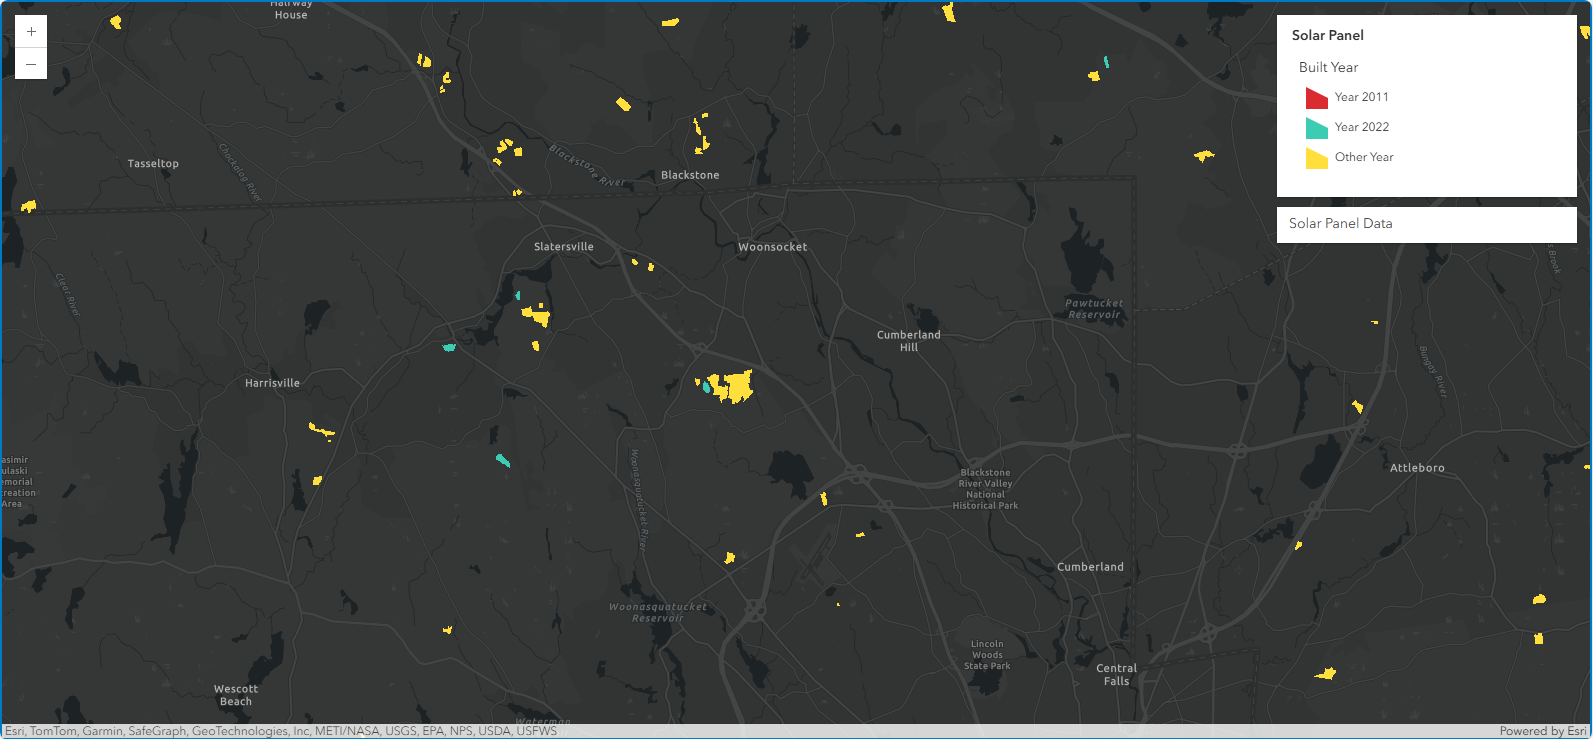 Halfway
House
+
−
Solar Panel
Built Year
Year 2011
Year 2022
Other Year
Solar Panel Data
Tasseltop
Chockalog River
Blackstone River
Blackstone
Slatersville
Woonsocket
Clear River
Pawtucket
Reservoir
Cumberland
Hill
s Brook
Bungay River
Harrisville
asimir
ulaski
emorial
creation
Area
Woonasquatucket River
Blackstone
River Valley
National
Historical Park
Attleboro
Cumberland
Woonasquatucket
Reservoir
Lincoln
Woods
State Park
Central
Falls
Wescott
Beach
Waterman
Esri, TomTom, Garmin, SafeGraph, GeoTechnologies, Inc, METI/NASA, USGS, EPA, NPS, USDA, USFWS
Powered by Esri